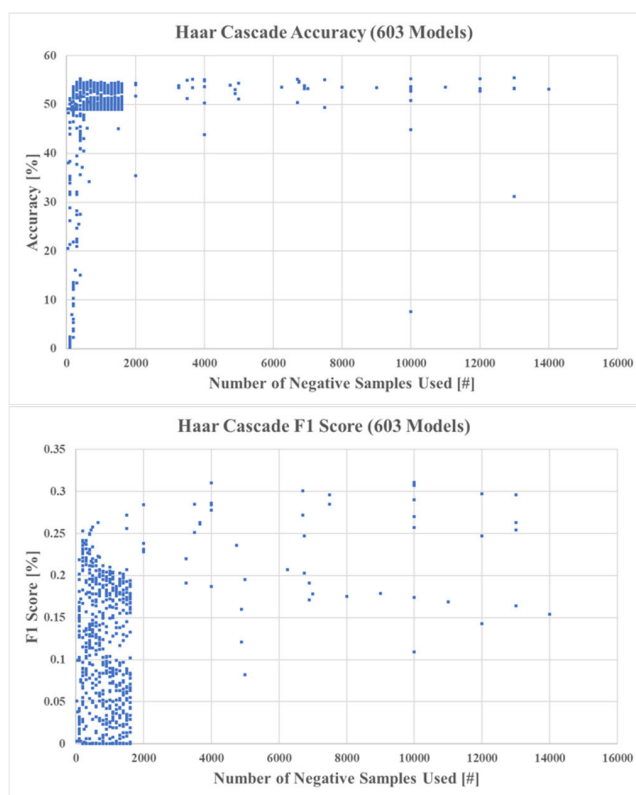 Haar Cascade Accuracy (603 Models)
60
50
40
30
20
10
0
Accuracy [%]
0 2000 4000 6000 8000 10000 12000 14000 16000
Number of Negative Samples Used [#]
Haar Cascade F1 Score (603 Models)
0.35
0.3
0.25
0.2
0.15
0.1
0.05
0
F1 Score [%]
0 2000 4000 6000 8000 10000 12000 14000 16000
Number of Negative Samples Used [#]